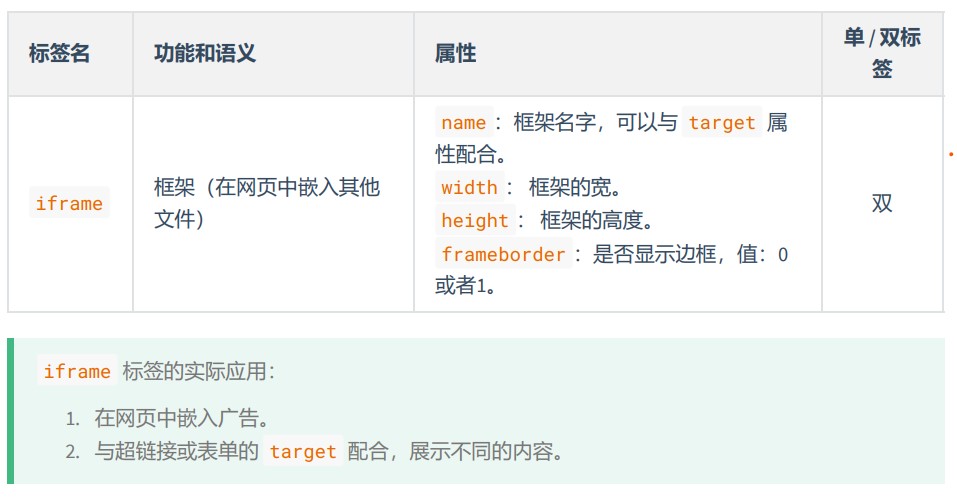 标签名 功能和语义 属性 单/双标
签
name：框架名字，可以与 target 属
性配合。
框架（在网页中嵌入其他
width： 框架的宽。
iframe
双
文件）
height： 框架的高度。
frameborder：是否显示边框，值：0
或者1。
iframe 标签的实际应用：
1. 在网页中嵌入广告。
2. 与超链接或表单的 target 配合，展示不同的内容。